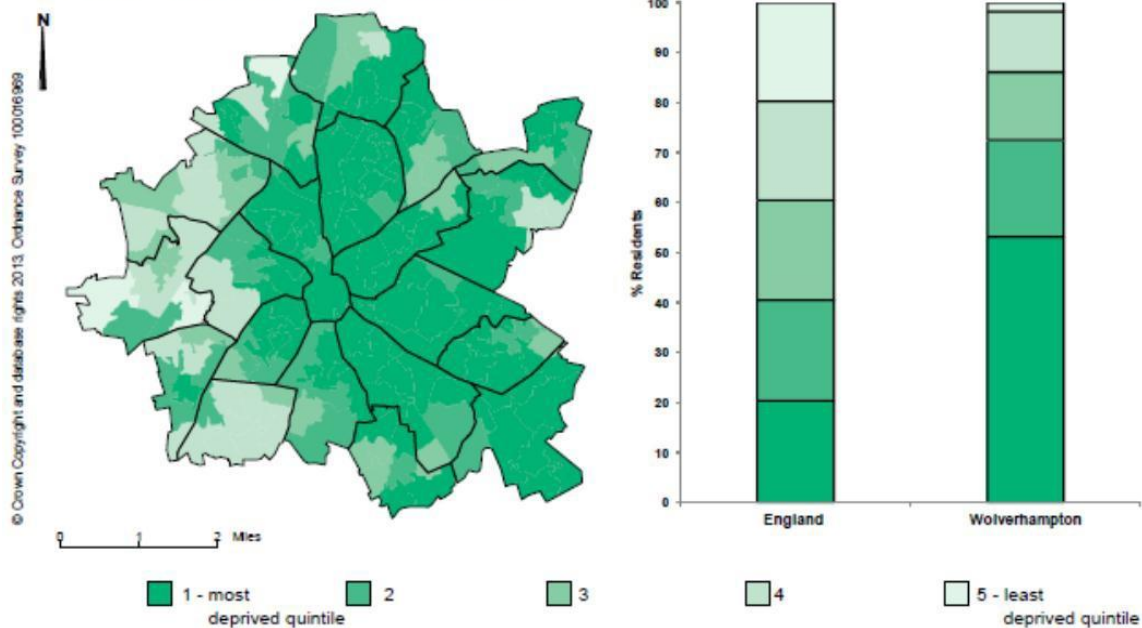 N
© Crown Copyright and database rights 2013, Ordnance Survey 100016969
0 1 2 Miles
% Residents
100
90
80
70
60
50
40
30
20
10
0
England
Wolverhampton
1 - most deprived quintile
2
3
4
5 - least deprived quintile